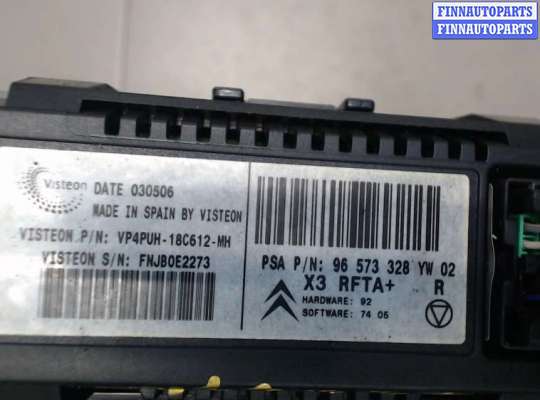 FINNAUTOPARTS
FINNAUTOPARTS
Visteon
DATE 030506
MADE IN SPAIN BY VISTEON
VISTEON P/N: VP4PUH-18C612-MH
VISTEON S/N: FNJB0E2273
PSA P/N: 96 573 328 YW 02
X3 RFTA+ R
HARDWARE: 92
SOFTWARE: 74 05